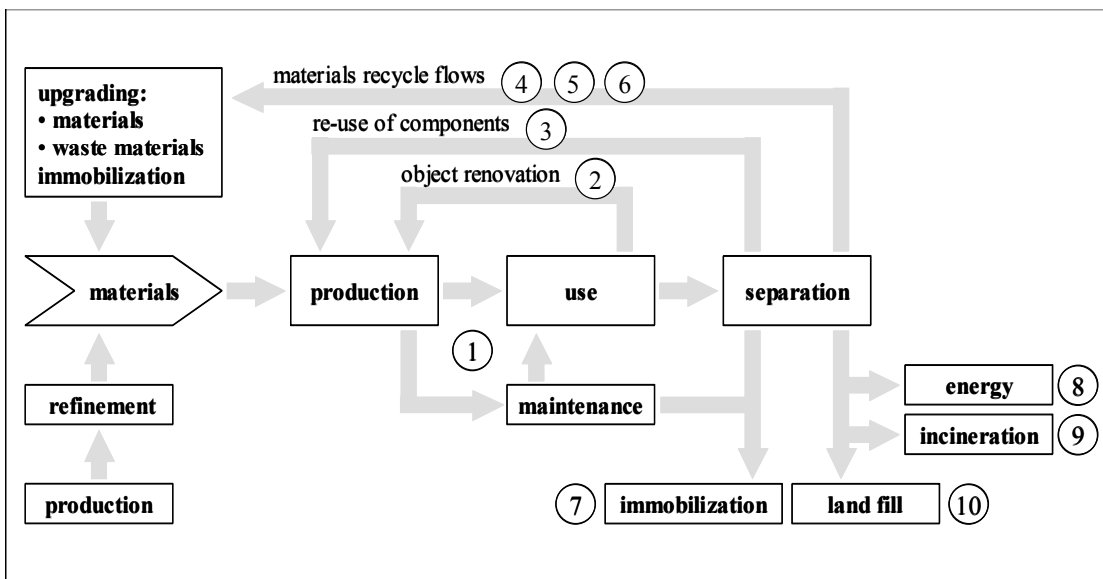 materials recycle flows 4 5 6
upgrading:
• materials
• waste materials
immobilization
re-use of components 3
object renovation 2
materials
production
use
separation
1
refinement
maintenance
energy 8
incineration 9
production
7 immobilization
land fill 10